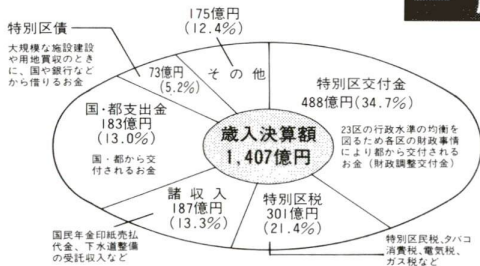 175億円
(12.4%)
特別区債
大規模な施設建設
や用地買収のとき
に、国や銀行など
から借りるお金
73億円
(5.2%)
その他
特別区交付金
488億円(34.7%)
23区の行政水準の均衡を
図るため各区の財政事情
により都から交付される
お金(財政調整交付金)
国・都支出金
183億円
(13.0%)
国・都から交
付されるお金
歳入決算額
1,407億円
諸収入
187億円
(13.3%)
国民年金印紙売払
代金、下水道整備
の受託収入など
特別区税
301億円
(21.4%)
特別区民税、タバコ
消費税、電気税、
ガス税など